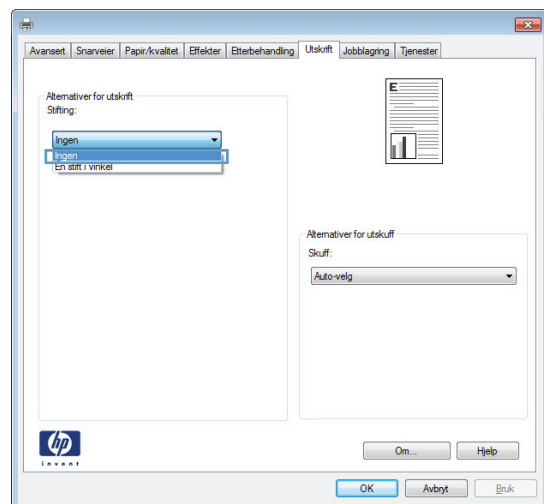 Avansert Snarveier Papir/kvalitet Effekter Etterbehandling Utskrift Jobblagring Tjenester
Alternativer for utskrift
Stifting:
Ingen
Ingen
En stift i vinkel
E
Alternativer for utskuff
Skuff:
Auto-velg
hp
invent
Om... Hjelp
OK Avbryt Bruk